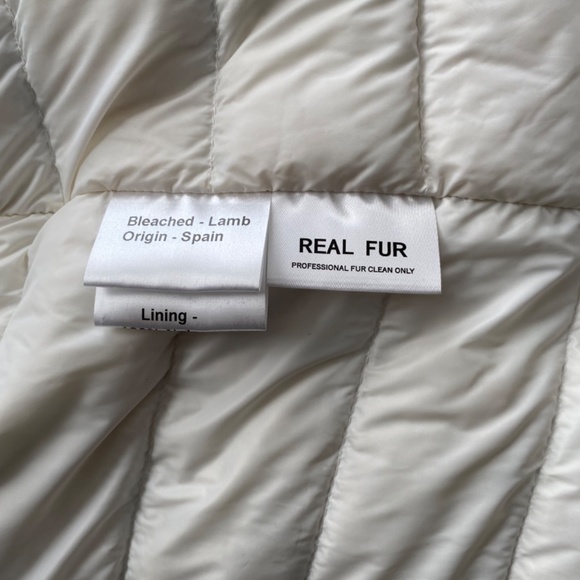 Bleached - Lamb
Origin - Spain
Lining -
REAL FUR
PROFESSIONAL FUR CLEAN ONLY